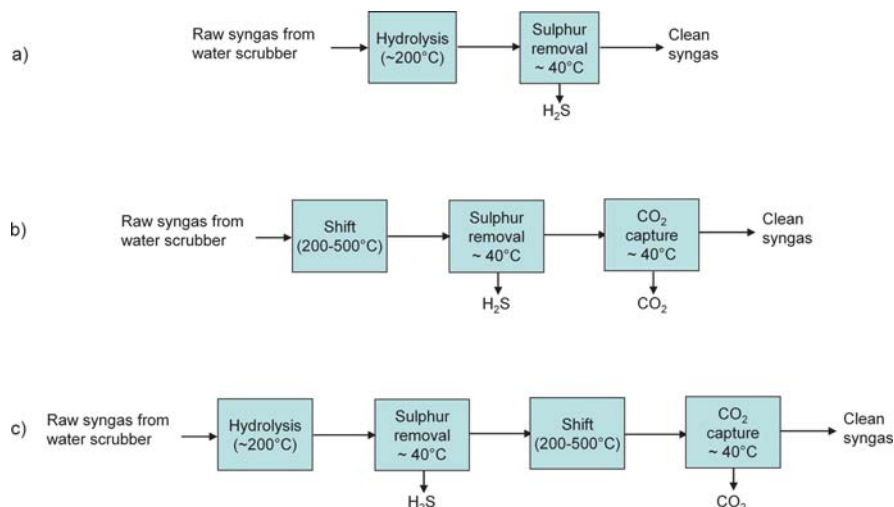 a)
Raw syngas from
water scrubber
Hydrolysis
(~200°C)
Sulphur
removal
~ 40°C
Clean
syngas
H₂S
b)
Raw syngas from
water scrubber
Shift
(200-500°C)
Sulphur
removal
~ 40°C
CO₂
capture
~ 40°C
Clean
syngas
H₂S
CO₂
c)
Raw syngas from
water scrubber
Hydrolysis
(~200°C)
Sulphur
removal
~ 40°C
Shift
(200-500°C)
CO₂
capture
~ 40°C
Clean
syngas
H₂S
CO₂